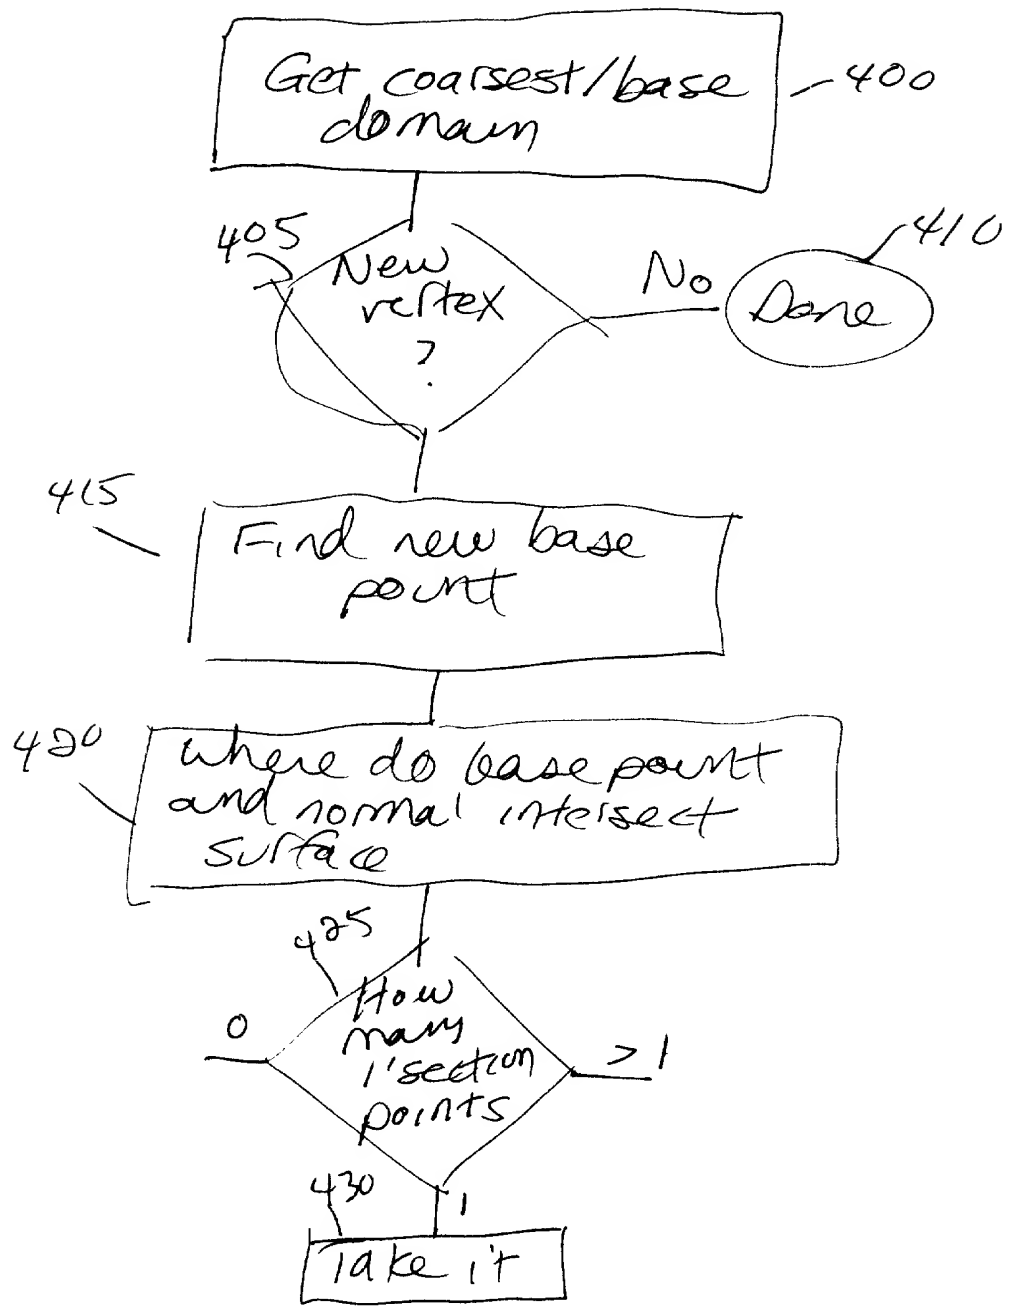 Get coarsest/base
domain
400
405
New
vertex
?
No
410
Done
415
Find new base
point
420
where do base point
and normal intersect
surface
425
How
many
i'section
points
0
>1
1
430
Take it